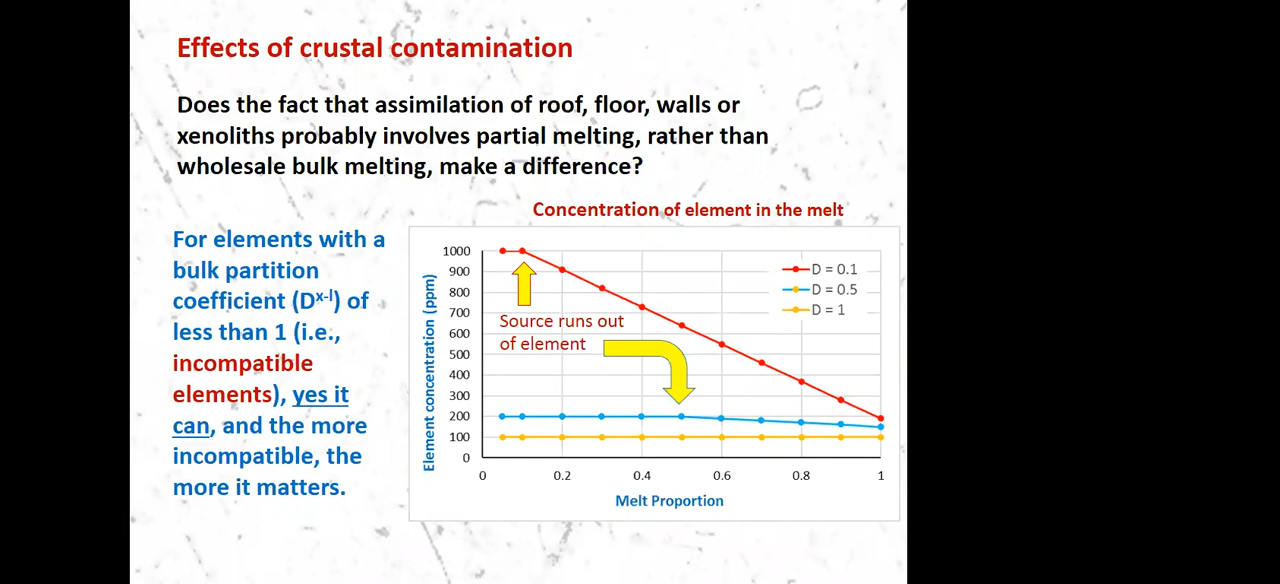 Effects of crustal contamination
Does the fact that assimilation of roof, floor, walls or
xenoliths probably involves partial melting, rather than
wholesale bulk melting, make a difference?
For elements with a
bulk partition
coefficient (Dˣ⁻ˡ) of
less than 1 (i.e.,
incompatible
elements), yes it
can, and the more
incompatible, the
more it matters.
Concentration of element in the melt
Element concentration (ppm)
1000
900
800
700
600
500
400
300
200
100
0
D = 0.1
D = 0.5
D = 1
Source runs out
of element
0
0.2
0.4
0.6
0.8
1
Melt Proportion